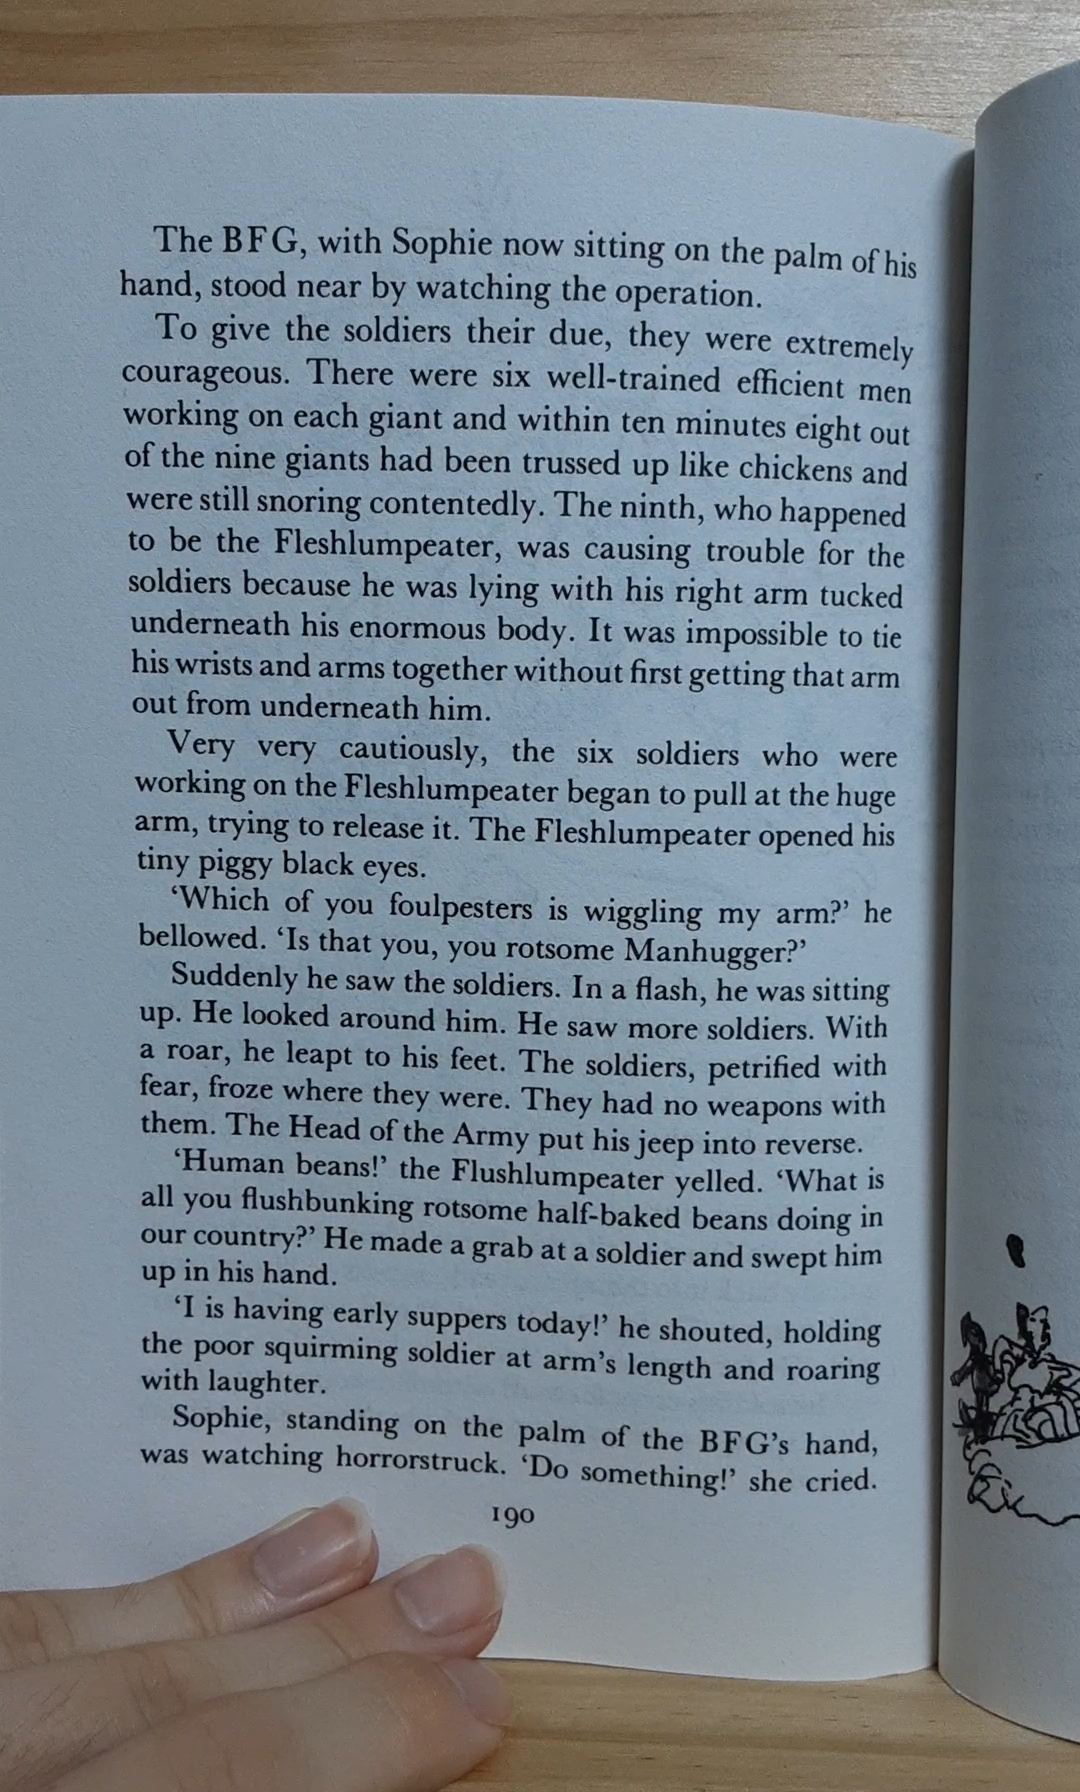 The BFG, with Sophie now sitting on the palm of his
hand, stood near by watching the operation.
To give the soldiers their due, they were extremely
courageous. There were six well-trained efficient men
working on each giant and within ten minutes eight out
of the nine giants had been trussed up like chickens and
were still snoring contentedly. The ninth, who happened
to be the Fleshlumpeater, was causing trouble for the
soldiers because he was lying with his right arm tucked
underneath his enormous body. It was impossible to tie
his wrists and arms together without first getting that arm
out from underneath him.
Very very cautiously, the six soldiers who were
working on the Fleshlumpeater began to pull at the huge
arm, trying to release it. The Fleshlumpeater opened his
tiny piggy black eyes.
‘Which of you foulpesters is wiggling my arm?’ he
bellowed. ‘Is that you, you rotsome Manhugger?’
Suddenly he saw the soldiers. In a flash, he was sitting
up. He looked around him. He saw more soldiers. With
a roar, he leapt to his feet. The soldiers, petrified with
fear, froze where they were. They had no weapons with
them. The Head of the Army put his jeep into reverse.
‘Human beans!’ the Flushlumpeater yelled. ‘What is
all you flushbunking rotsome half-baked beans doing in
our country?’ He made a grab at a soldier and swept him
up in his hand.
‘I is having early suppers today!’ he shouted, holding
the poor squirming soldier at arm’s length and roaring
with laughter.
Sophie, standing on the palm of the BFG’s hand,
was watching horrorstruck. ‘Do something!’ she cried.
190